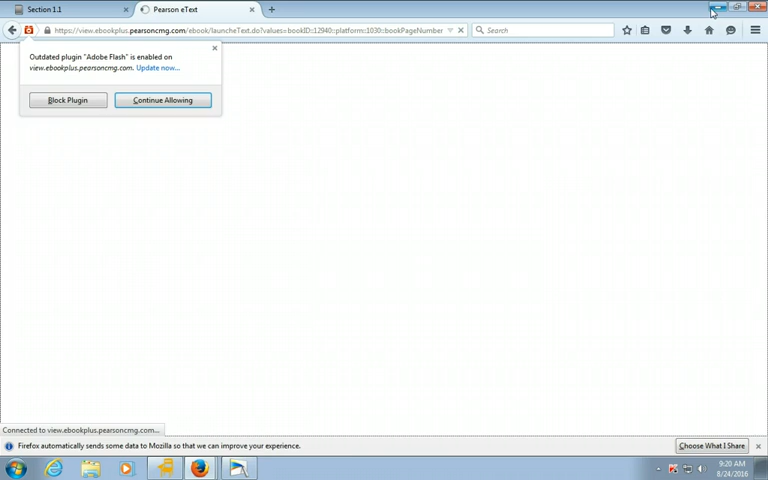 Section 1.1
Pearson eText
https://view.ebookplus.pearsoncmg.com/ebook/launcheText.do?values=bookID::12940::platform::1030::bookPageNumber
Search
Outdated plugin "Adobe Flash" is enabled on
view.ebookplus.pearsoncmg.com. Update now...
Block Plugin
Continue Allowing
Connected to view.ebookplus.pearsoncmg.com...
Firefox automatically sends some data to Mozilla so that we can improve your experience.
Choose What I Share
9:20 AM
8/24/2016